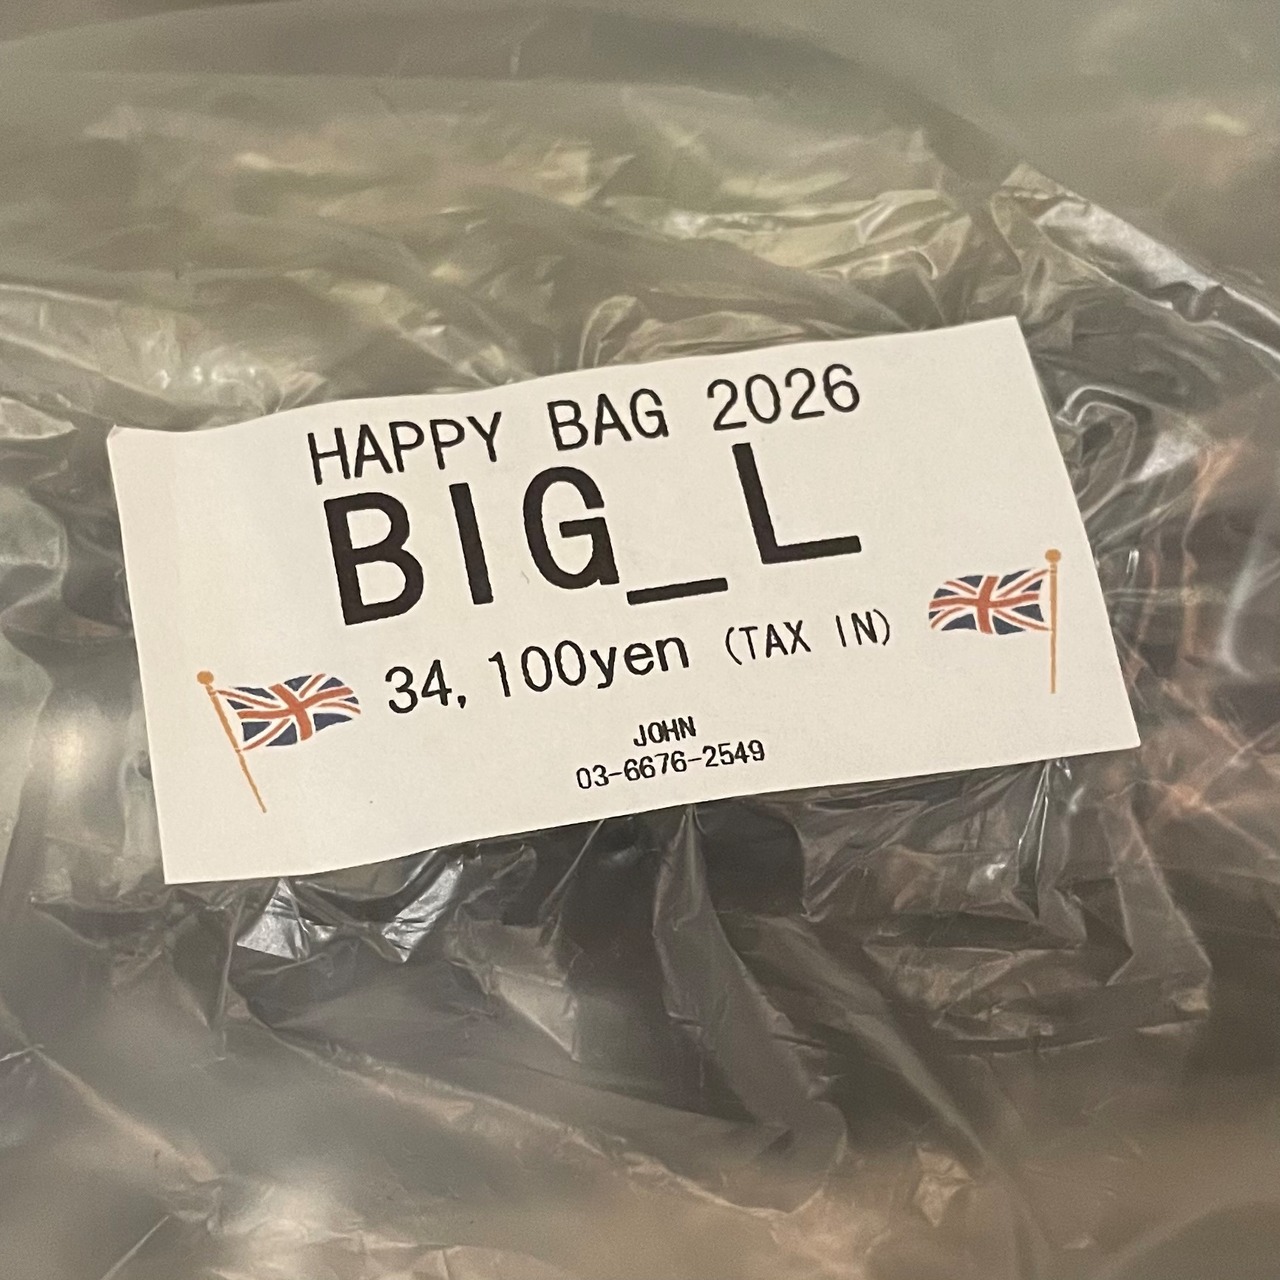 HAPPY BAG 2026
BIG_L
34,100yen (TAX IN)
JOHN
03-6676-2549